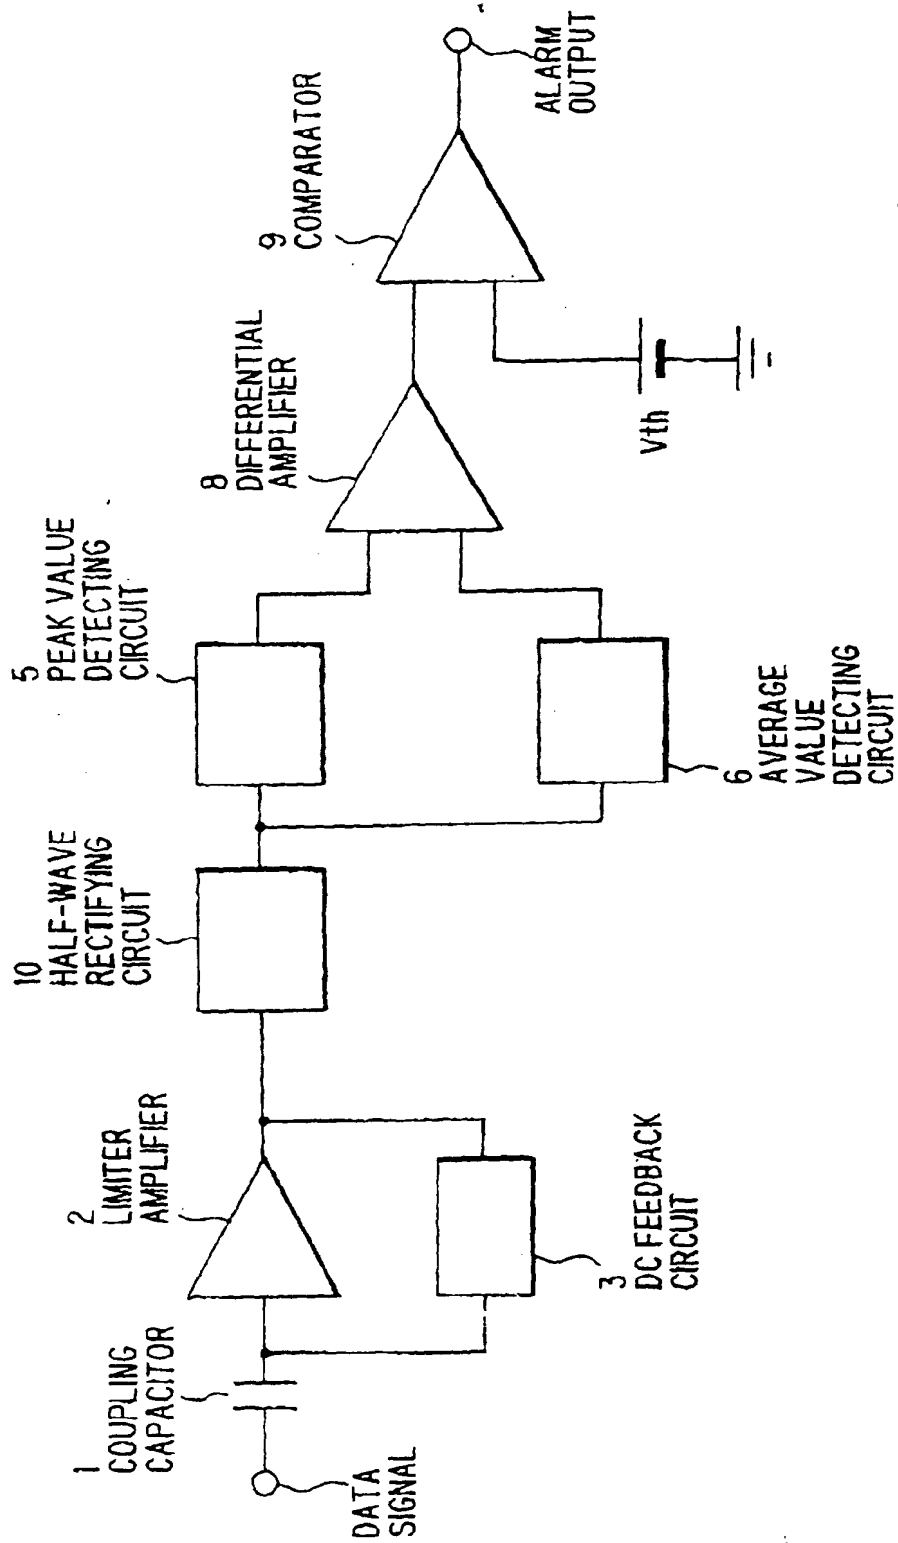 DATA
SIGNAL
1
COUPLING
CAPACITOR
2
LIMITER
AMPLIFIER
3
DC FEEDBACK
CIRCUIT
10
HALF-WAVE
RECTIFYING
CIRCUIT
5
PEAK VALUE
DETECTING
CIRCUIT
6
AVERAGE
VALUE
DETECTING
CIRCUIT
8
DIFFERENTIAL
AMPLIFIER
Vth
9
COMPARATOR
ALARM
OUTPUT